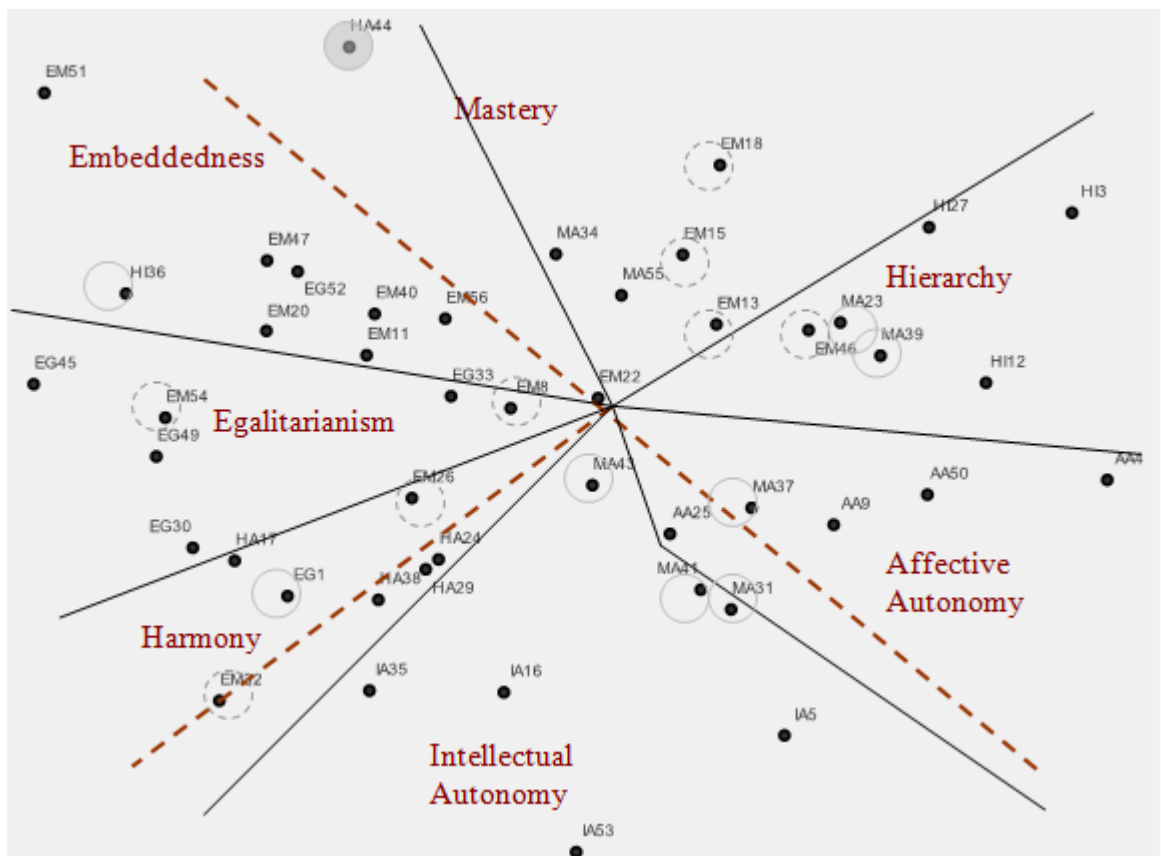 HA44
EM51
Mastery
EM18
Embeddedness
HI3
HI27
EM47
MA34
EM15
HI36
EG52
MA55
Hierarchy
EM40
EM56
EM13
MA23
EM20
EM46
MA39
EM11
HI12
EG45
EG33
EM8
EM22
EM54
Egalitarianism
EG49
MA43
AA4
EM26
MA37
AA50
AA9
EG30
HA17
AA25
HA24
EG1
HA38
HA29
MA41
MA31
Affective
Autonomy
Harmony
EM32
IA35
IA16
IA5
Intellectual
Autonomy
IA53